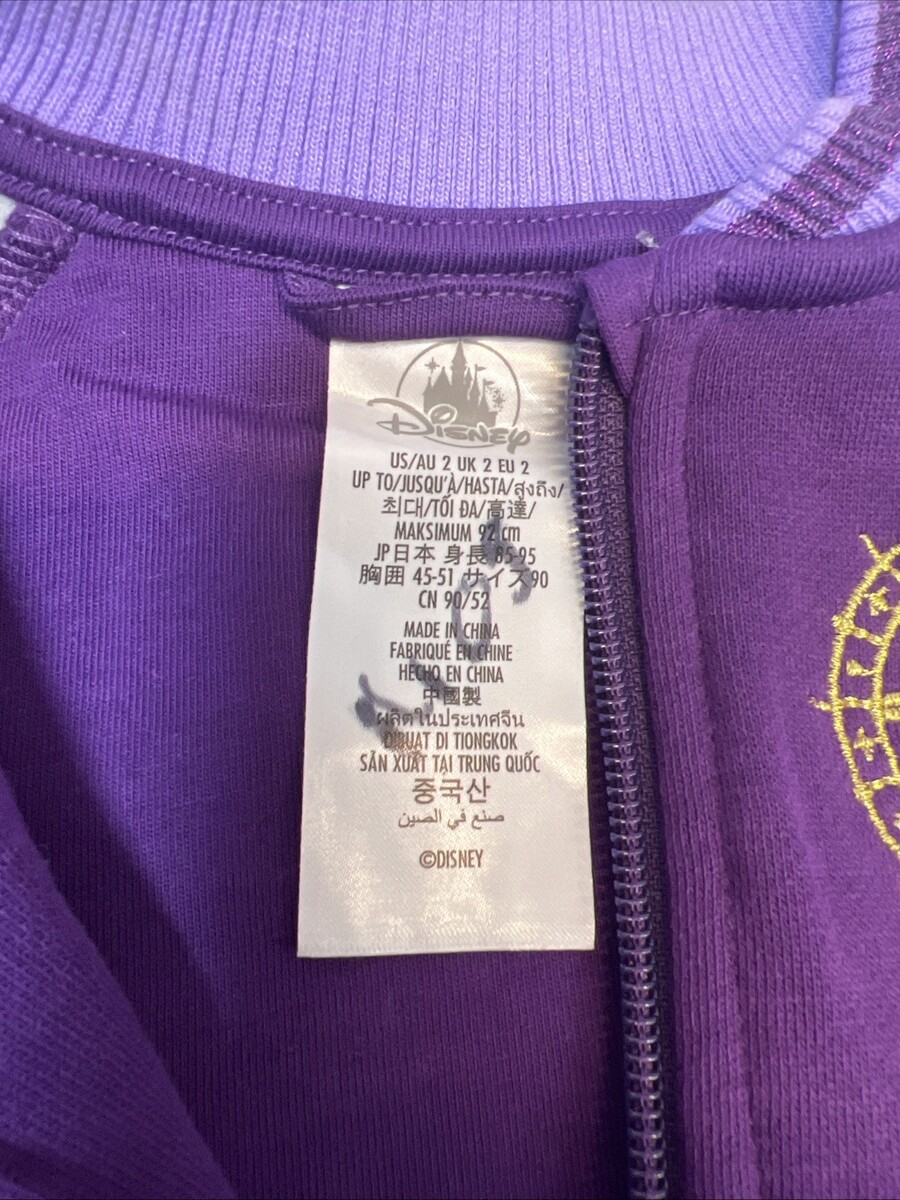 Disney
US/AU 2 UK 2 EU 2
UP TO/JUSQU'À/HASTA/สูงถึง/
최대/TỐI ĐA/高達/
MAKSIMUM 92 cm
JP日本 身長 85-95
胸囲 45-51 サイズ90
CN 90/52
MADE IN CHINA
FABRIQUÉ EN CHINE
HECHO EN CHINA
中國製
ผลิตในประเทศจีน
DIBUAT DI TIONGKOK
SẢN XUẤT TẠI TRUNG QUỐC
중국산
صنع في الصين
©DISNEY